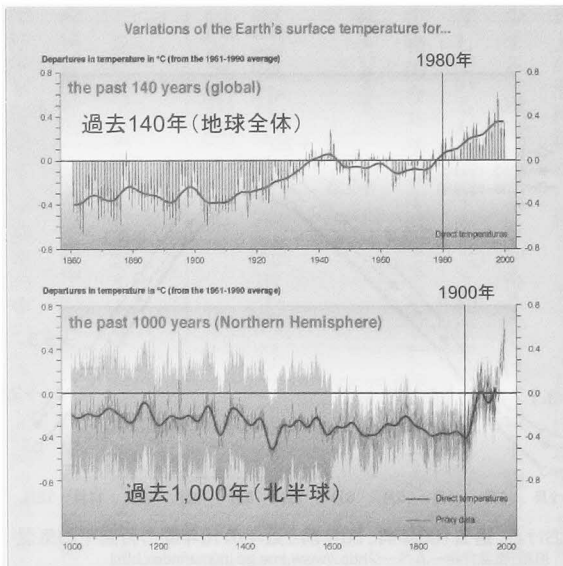 Variations of the Earth's surface temperature for...
Departures in temperature in °C (from the 1961-1990 average)
1980年
0.8
0.8
the past 140 years (global)
0.4
0.4
過去140年(地球全体)
0.0
0.0
-0.4
-0.4
Direct temperatures
-0.8
-0.8
1860
1880
1900
1920
1940
1960
1980
2000
Departures in temperature in °C (from the 1961-1990 average)
1900年
0.8
0.8
the past 1000 years (Northern Hemisphere)
0.4
0.4
0.0
0.0
-0.4
-0.4
-0.8
-0.8
過去1,000年(北半球)
Direct temperatures
Proxy data
1000
1200
1400
1600
1800
2000